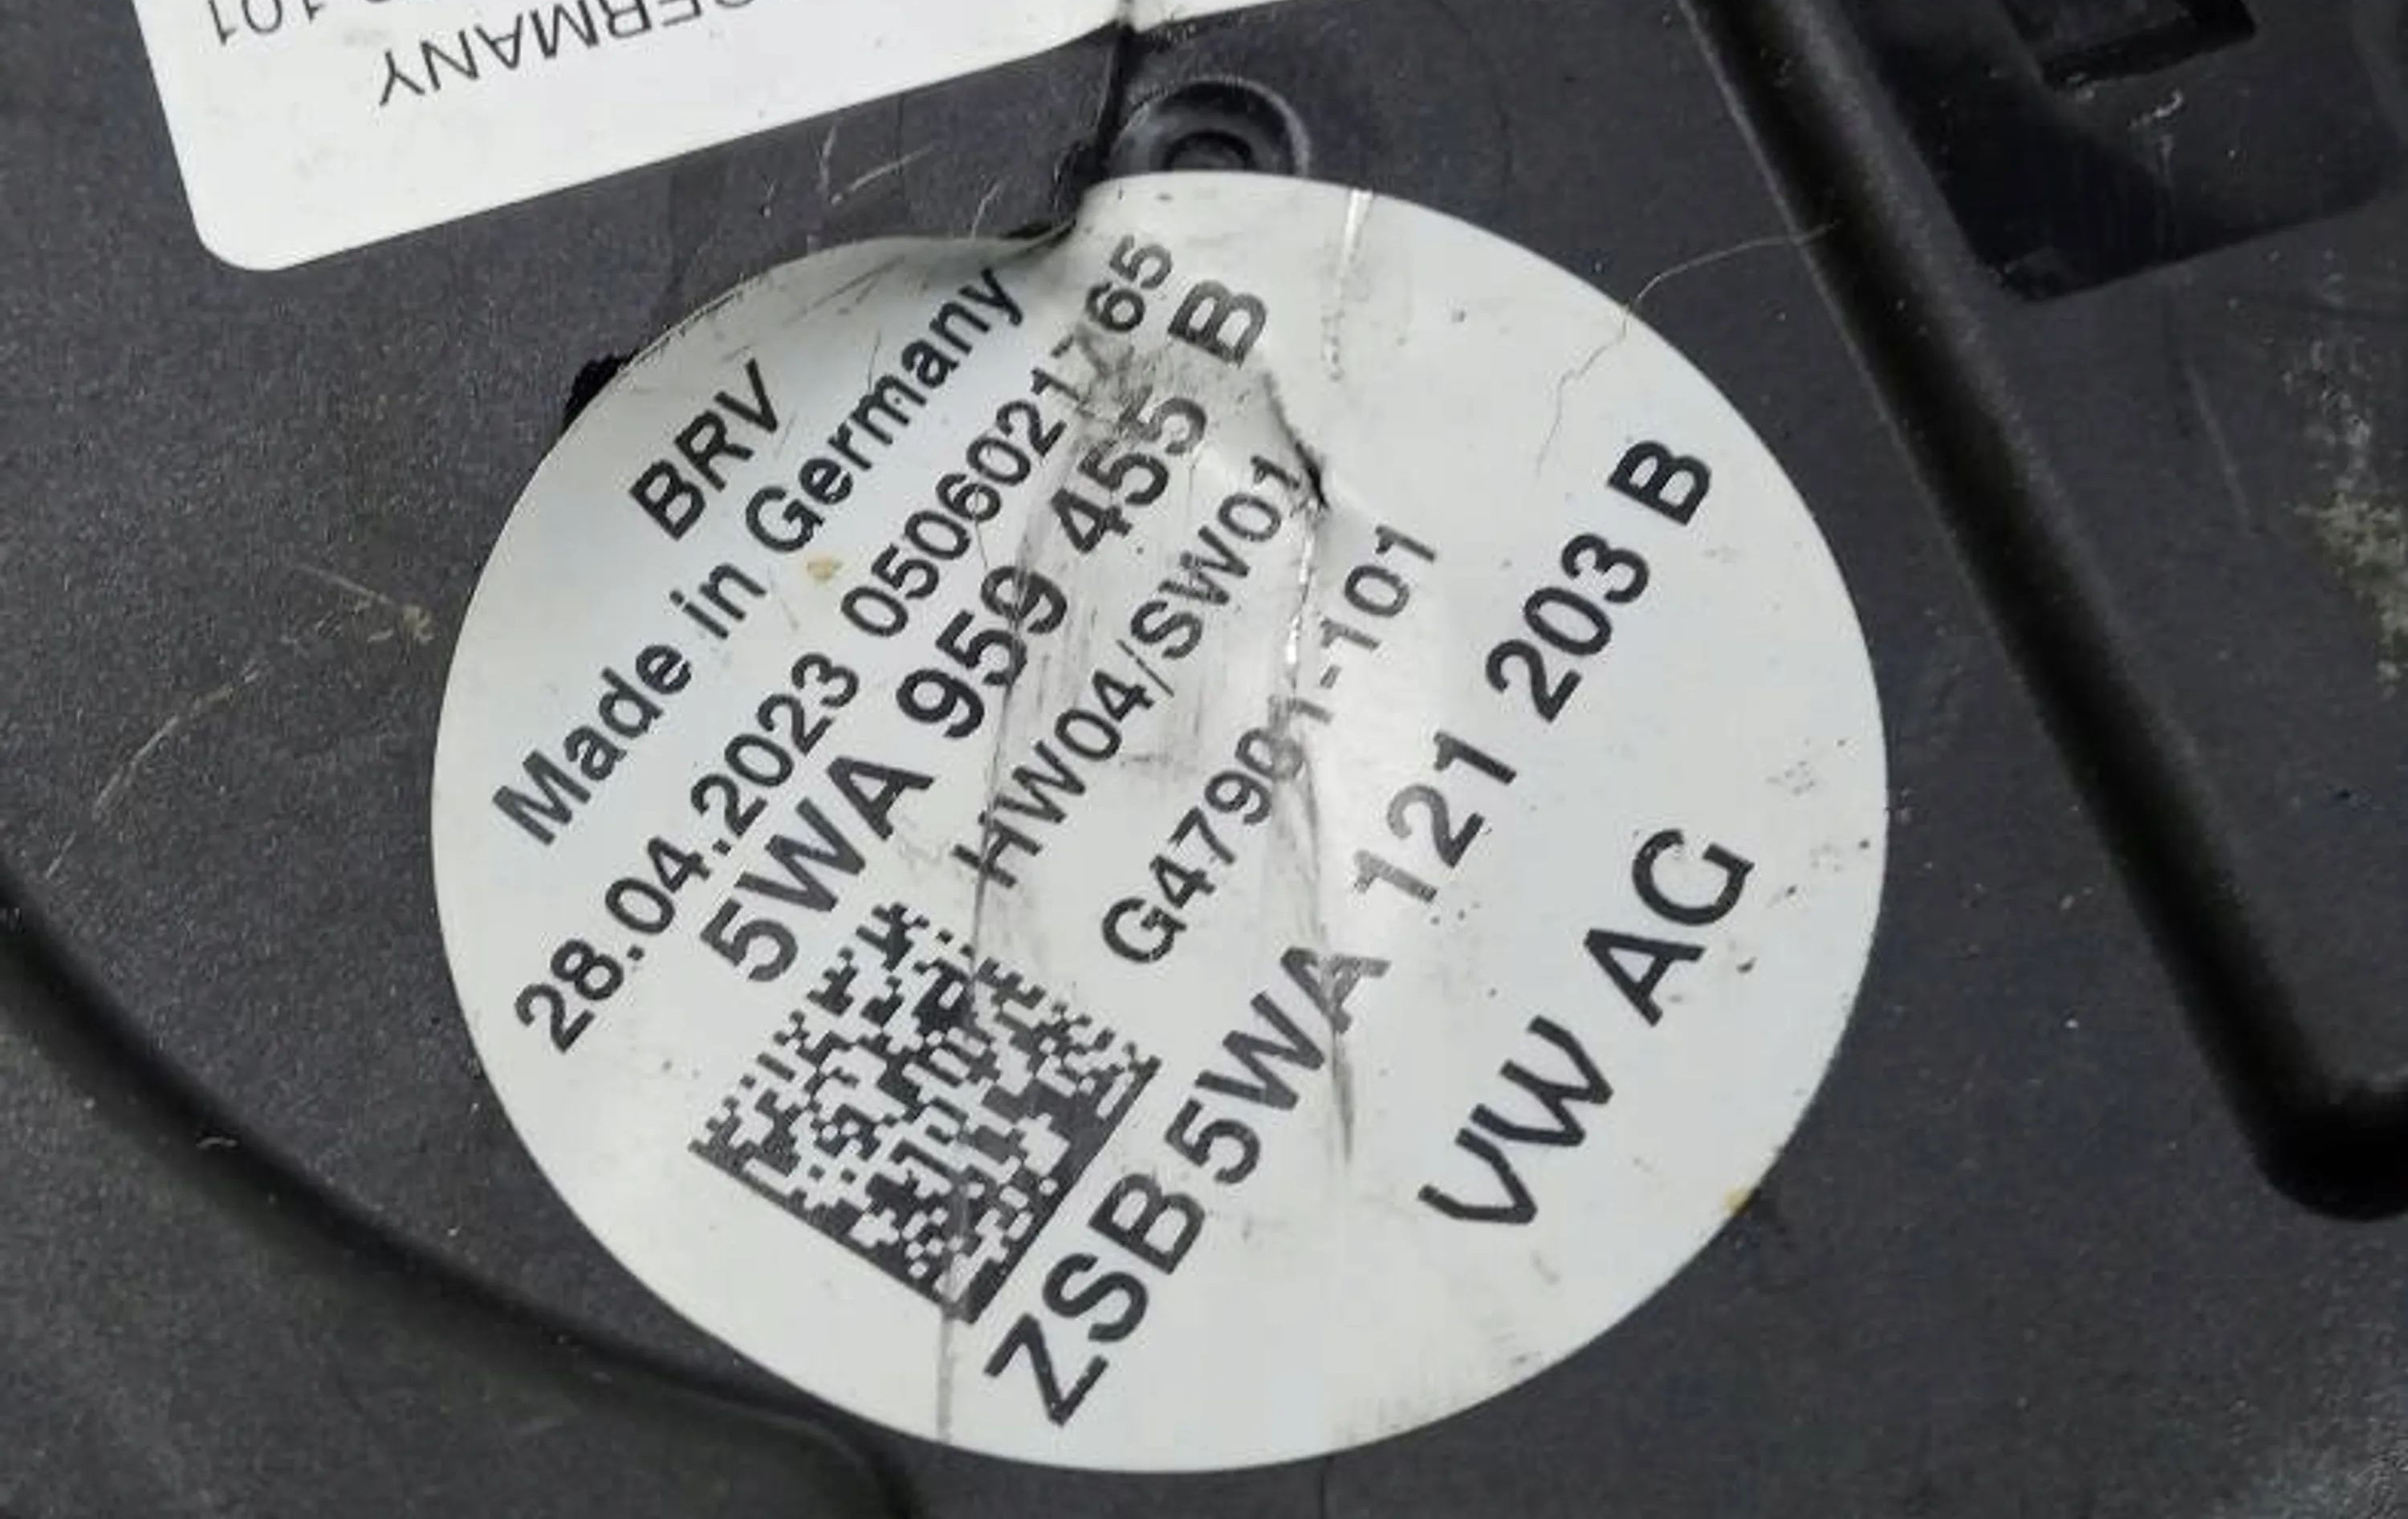 GERMANY
101
BRV
Made in Germany
28.04.2023 0506021765
5WA 959 455 B
HW04/SW01
ZSB 5WA 121 203 B
VW AG